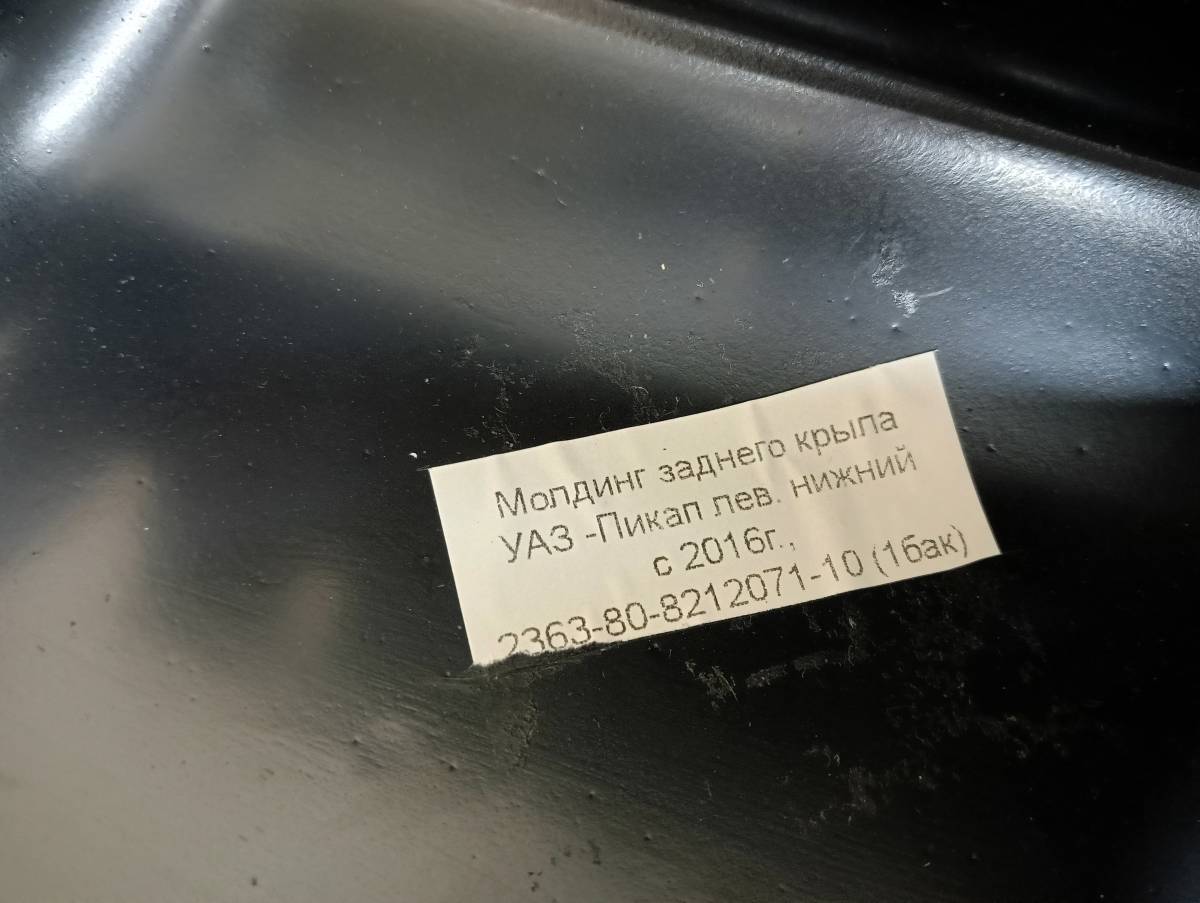 Молдинг заднего крыла
УАЗ -Пикап лев. нижний
с 2016г.,
2363-80-8212071-10 (1бак)